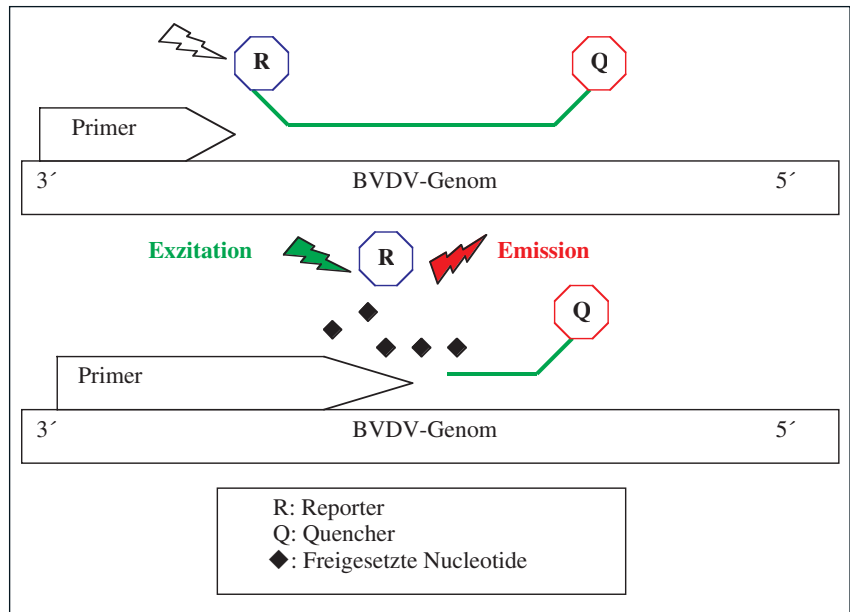 R
Q
Primer
3´ BVDV-Genom 5´
Exzitation R Emission
Q
Primer
3´ BVDV-Genom 5´
R: Reporter
Q: Quencher
◆: Freigesetzte Nucleotide